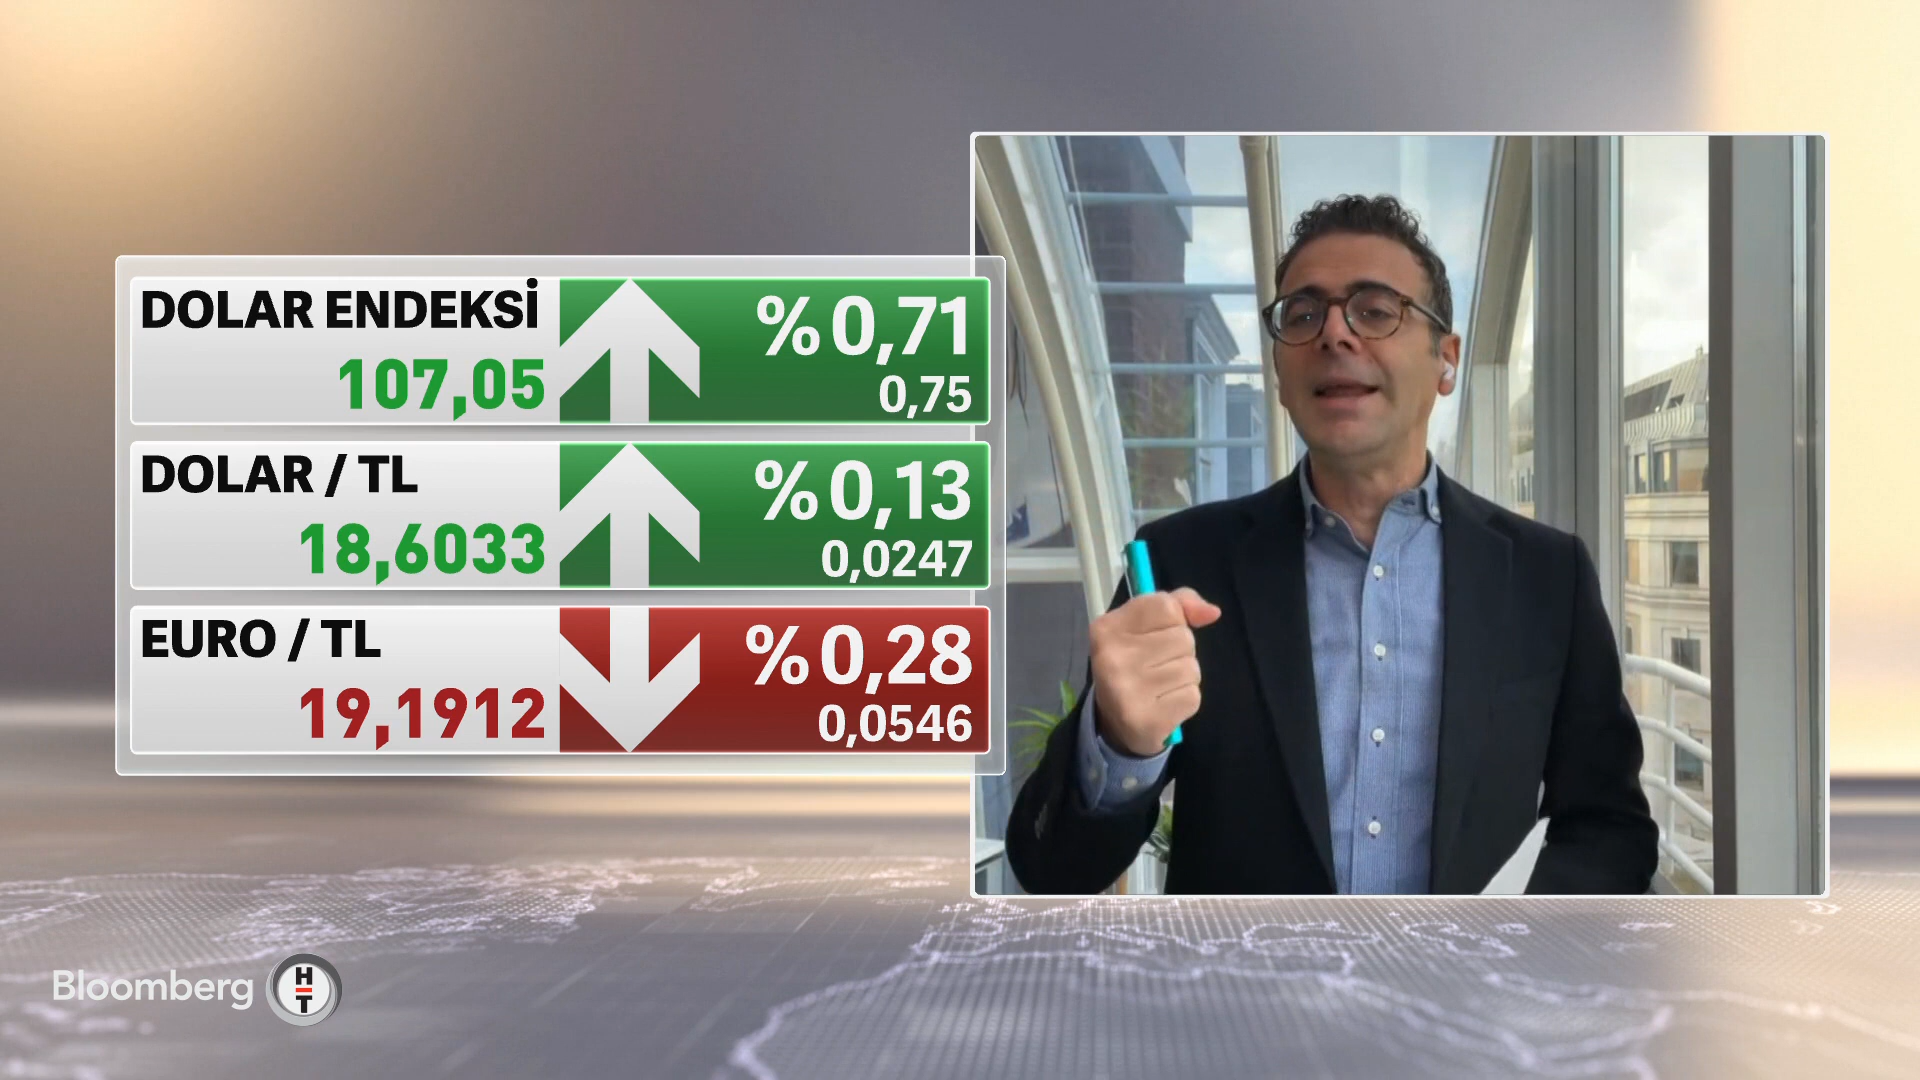 DOLAR ENDEKSİ
107,05
%0,71
0,75
DOLAR / TL
18,6033
%0,13
0,0247
EURO / TL
19,1912
%0,28
0,0546
Bloomberg HT